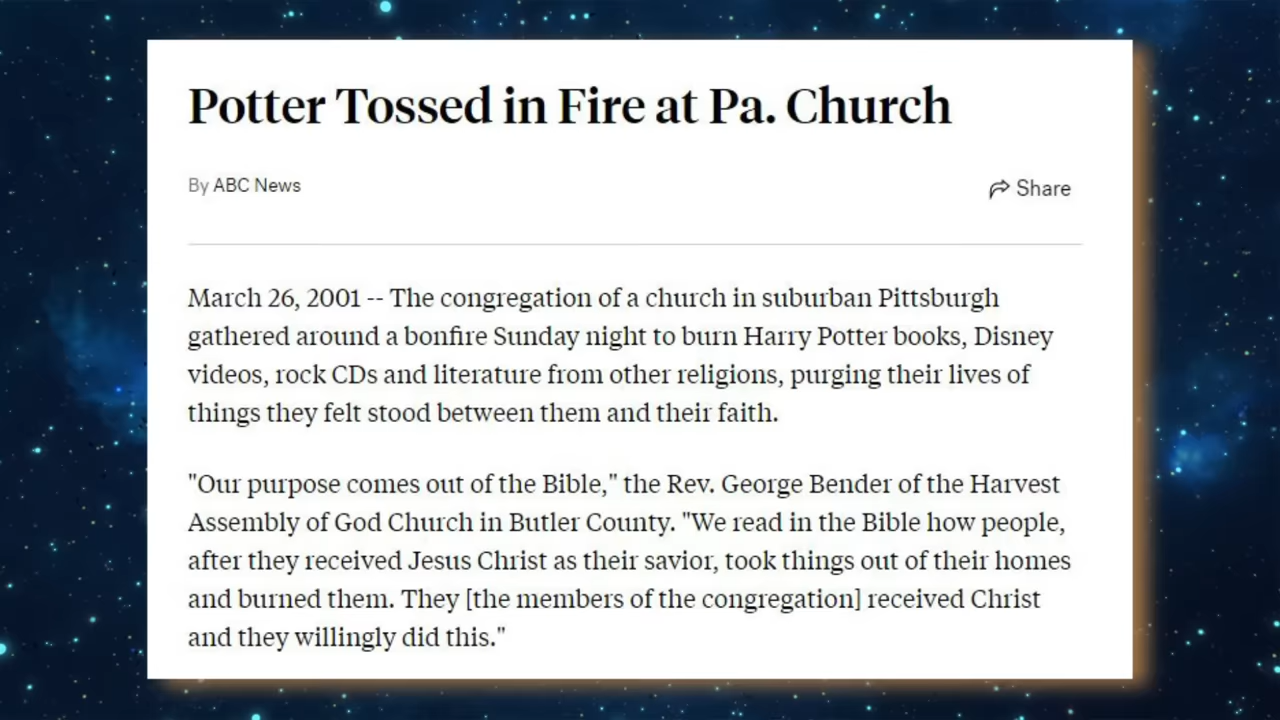 Potter Tossed in Fire at Pa. Church
By ABC News
Share
March 26, 2001 -- The congregation of a church in suburban Pittsburgh
gathered around a bonfire Sunday night to burn Harry Potter books, Disney
videos, rock CDs and literature from other religions, purging their lives of
things they felt stood between them and their faith.
"Our purpose comes out of the Bible," the Rev. George Bender of the Harvest
Assembly of God Church in Butler County. "We read in the Bible how people,
after they received Jesus Christ as their savior, took things out of their homes
and burned them. They [the members of the congregation] received Christ
and they willingly did this."